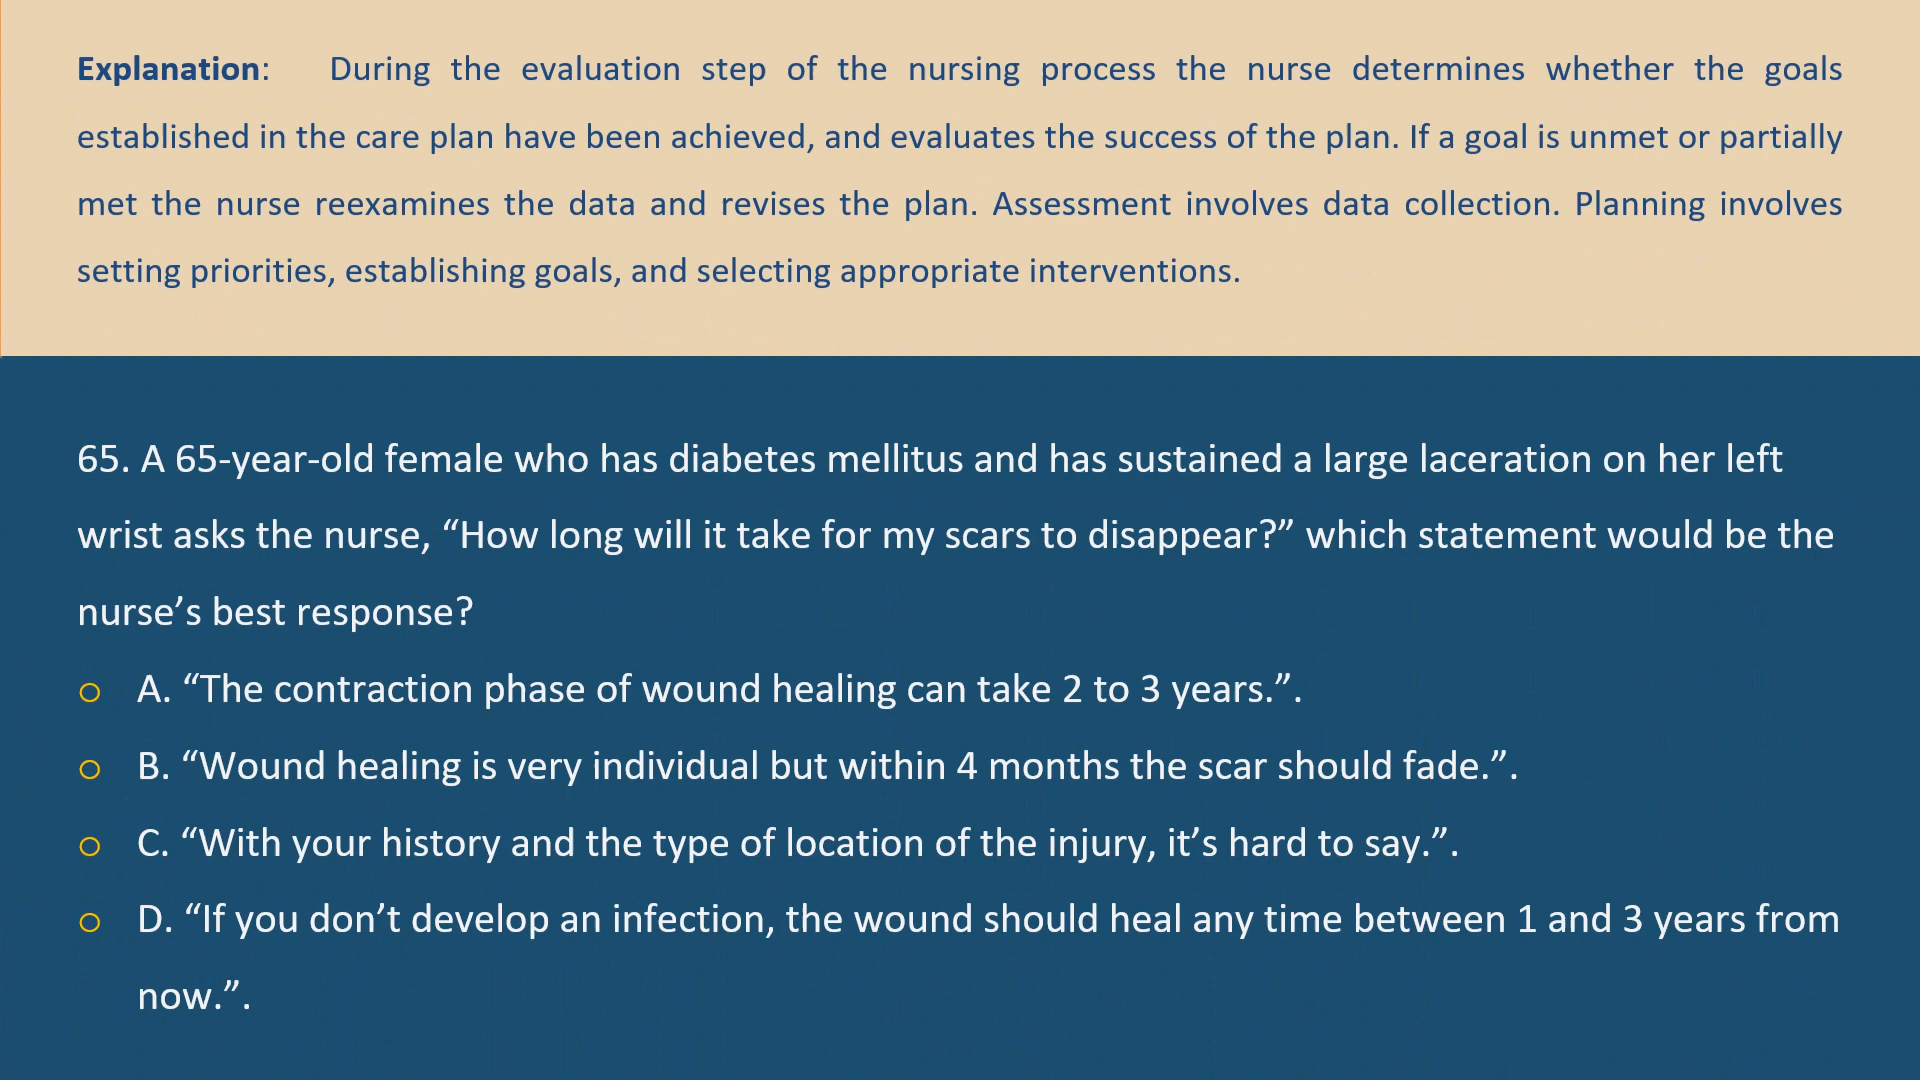 Explanation: During the evaluation step of the nursing process the nurse determines whether the goals
established in the care plan have been achieved, and evaluates the success of the plan. If a goal is unmet or partially
met the nurse reexamines the data and revises the plan. Assessment involves data collection. Planning involves
setting priorities, establishing goals, and selecting appropriate interventions.
65. A 65-year-old female who has diabetes mellitus and has sustained a large laceration on her left
wrist asks the nurse, “How long will it take for my scars to disappear?” which statement would be the
nurse’s best response?
o A. “The contraction phase of wound healing can take 2 to 3 years.”.
o B. “Wound healing is very individual but within 4 months the scar should fade.”.
o C. “With your history and the type of location of the injury, it’s hard to say.”.
o D. “If you don’t develop an infection, the wound should heal any time between 1 and 3 years from
now.”.